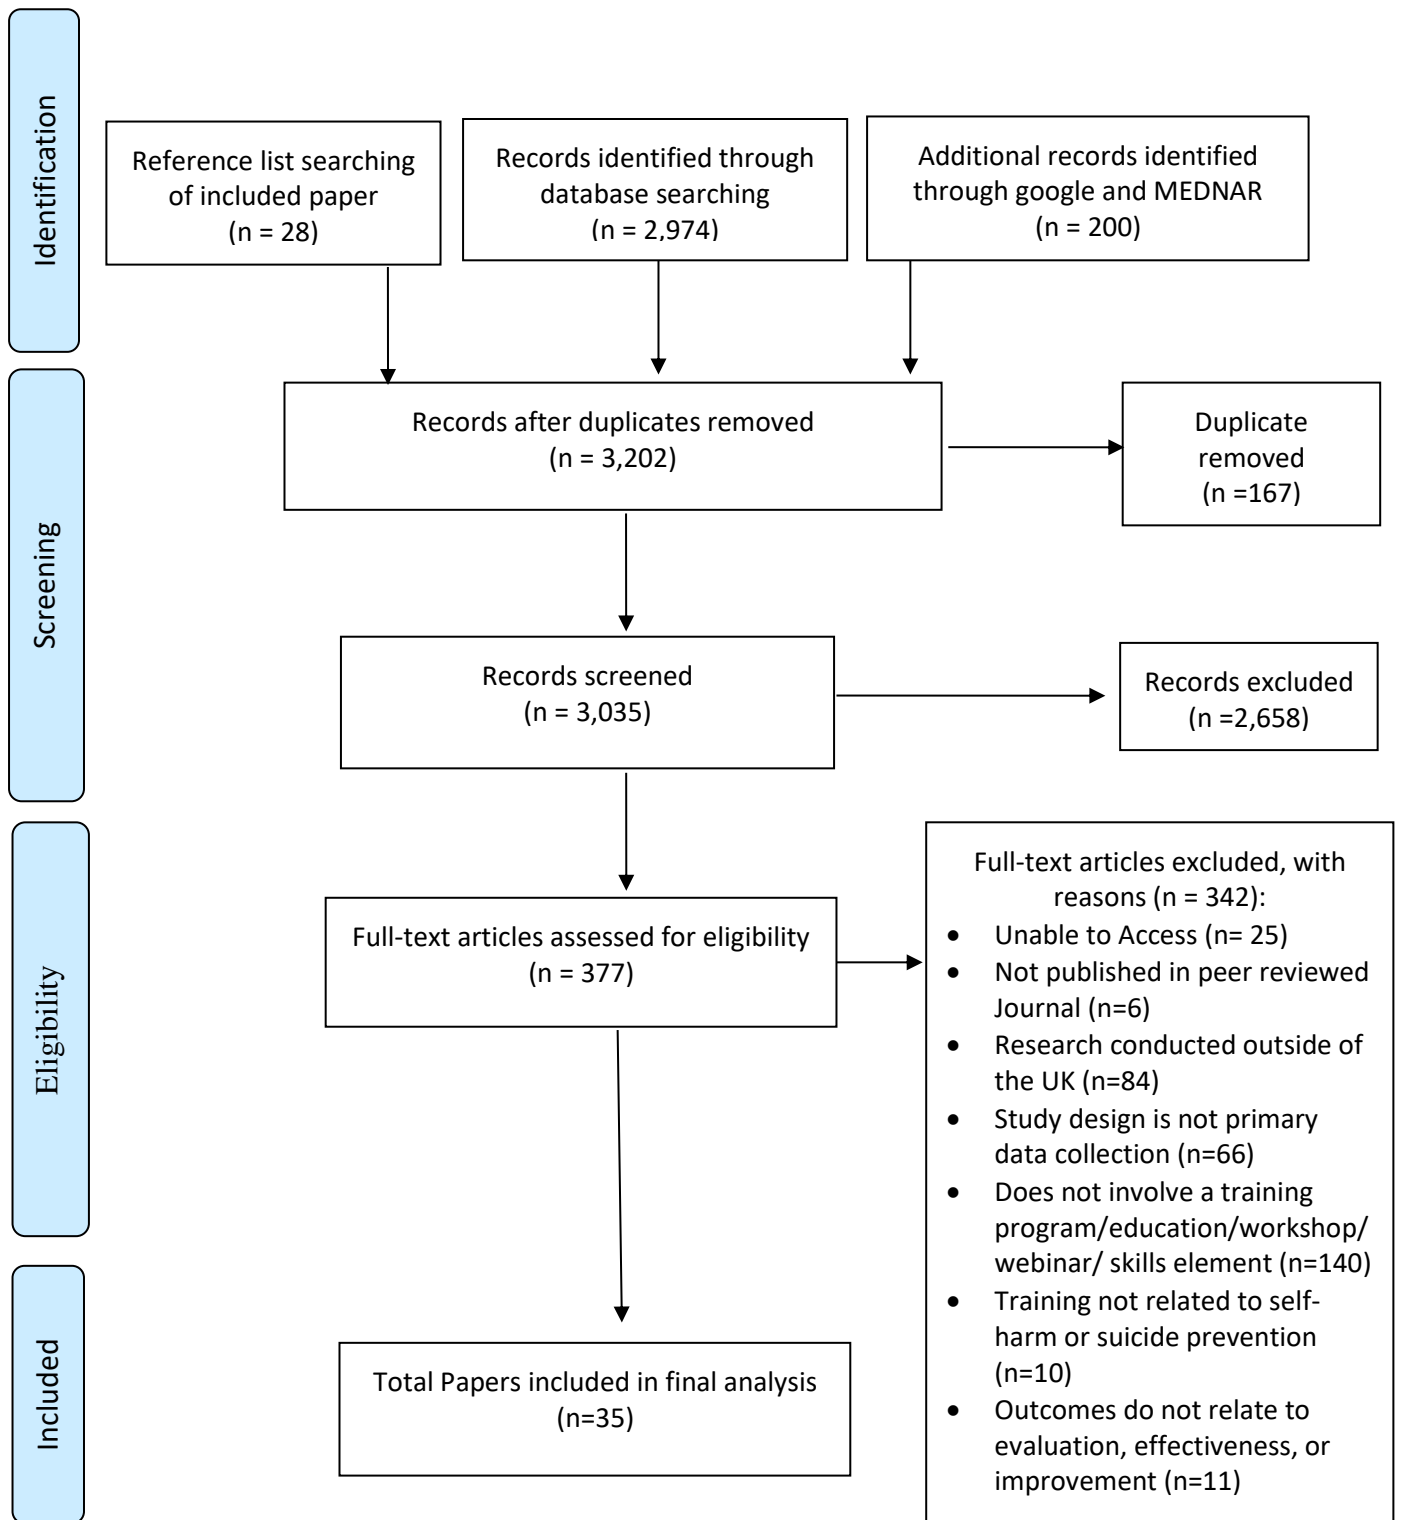 Identification
Reference list searching
of included paper
(n = 28)
Records identified through
database searching
(n = 2,974)
Additional records identified
through google and MEDNAR
(n = 200)
Screening
Records after duplicates removed
(n = 3,202)
Duplicate
removed
(n =167)
Records screened
(n = 3,035)
Records excluded
(n =2,658)
Eligibility
Full-text articles assessed for eligibility
(n = 377)
Full-text articles excluded, with
reasons (n = 342):
• Unable to Access (n= 25)
• Not published in peer reviewed
Journal (n=6)
• Research conducted outside of
the UK (n=84)
• Study design is not primary
data collection (n=66)
• Does not involve a training
program/education/workshop/
webinar/ skills element (n=140)
• Training not related to self-
harm or suicide prevention
(n=10)
• Outcomes do not relate to
evaluation, effectiveness, or
improvement (n=11)
Included
Total Papers included in final analysis
(n=35)